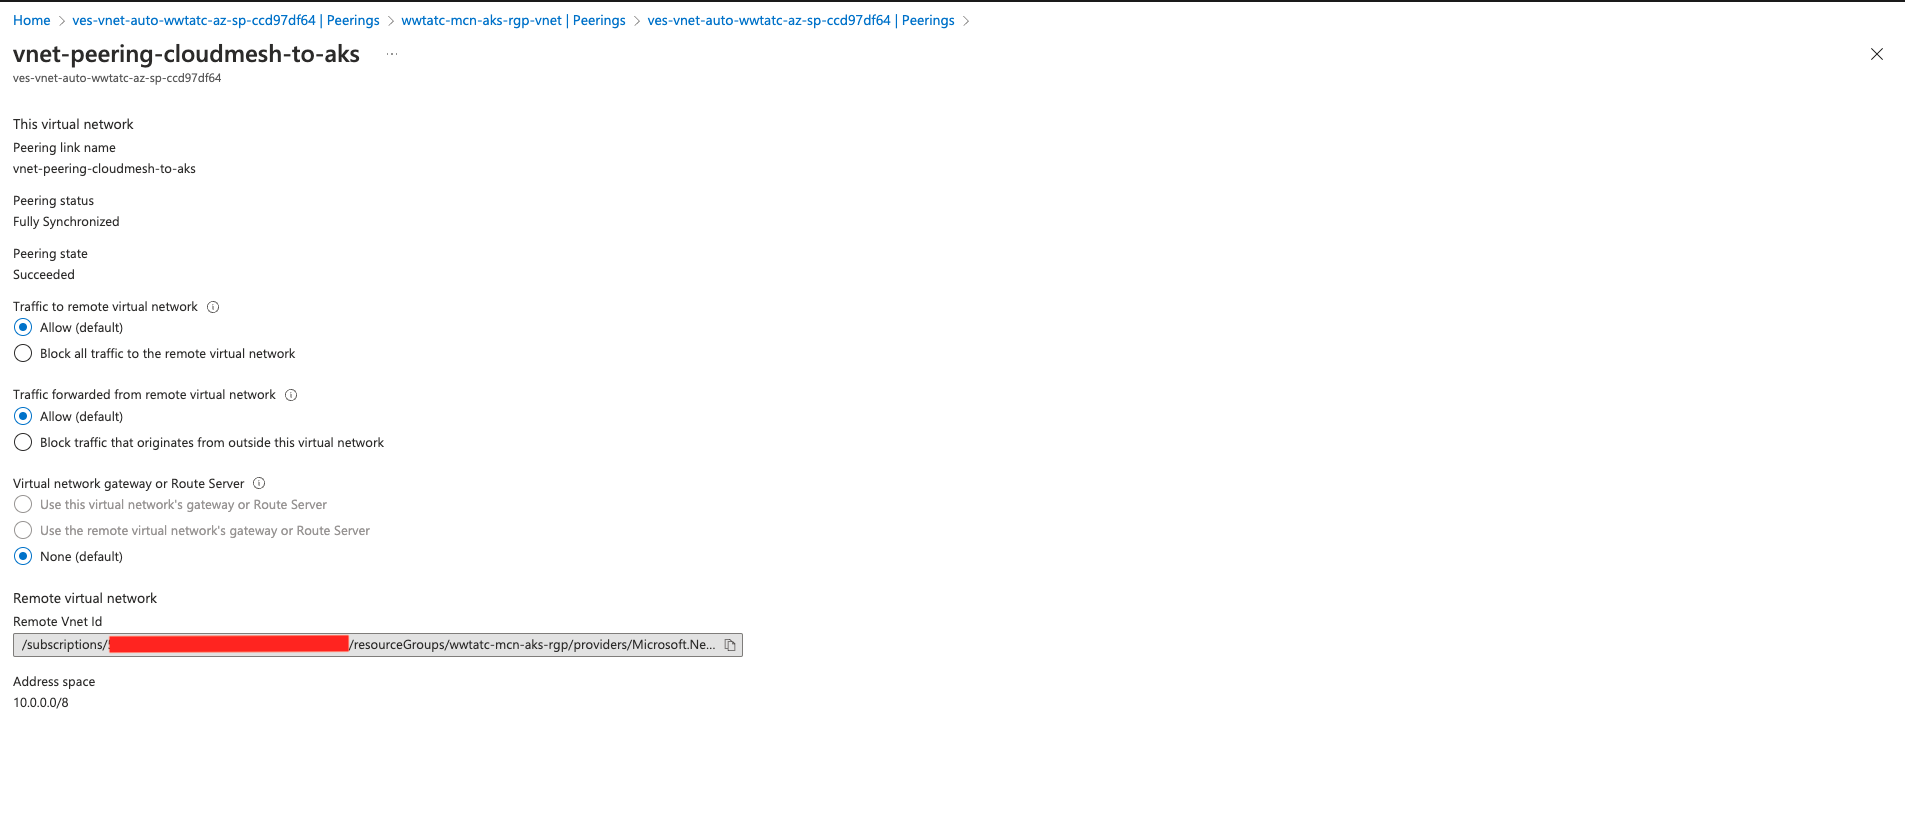 Home > ves-vnet-auto-wwtatc-az-sp-ccd97df64 | Peerings > wwtatc-mcn-aks-rgp-vnet | Peerings > ves-vnet-auto-wwtatc-az-sp-ccd97df64 | Peerings >
vnet-peering-cloudmesh-to-aks ...
ves-vnet-auto-wwtatc-az-sp-ccd97df64
This virtual network
Peering link name
vnet-peering-cloudmesh-to-aks
Peering status
Fully Synchronized
Peering state
Succeeded
Traffic to remote virtual network
Allow (default)
Block all traffic to the remote virtual network
Traffic forwarded from remote virtual network
Allow (default)
Block traffic that originates from outside this virtual network
Virtual network gateway or Route Server
Use this virtual network's gateway or Route Server
Use the remote virtual network's gateway or Route Server
None (default)
Remote virtual network
Remote Vnet Id
/subscriptions/ /resourceGroups/wwtatc-mcn-aks-rgp/providers/Microsoft.Ne...
Address space
10.0.0.0/8